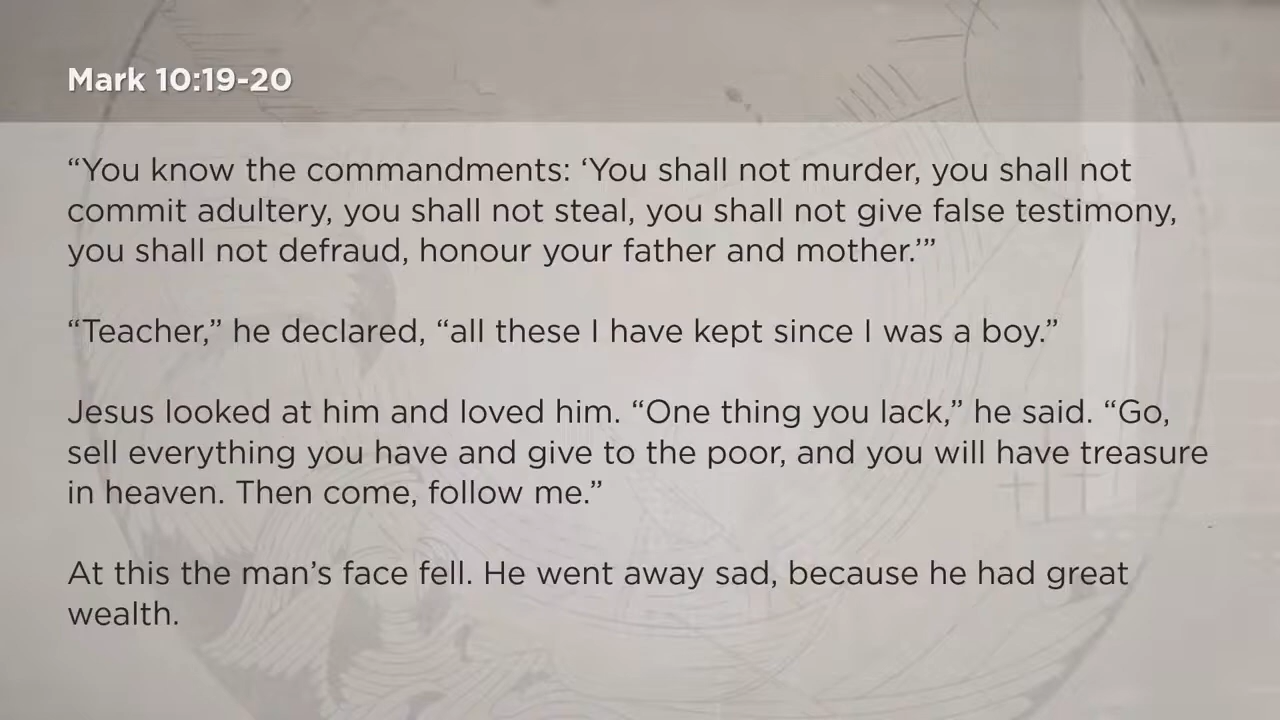 Mark 10:19-20
“You know the commandments: ‘You shall not murder, you shall not
commit adultery, you shall not steal, you shall not give false testimony,
you shall not defraud, honour your father and mother.’”
“Teacher,” he declared, “all these I have kept since I was a boy.”
Jesus looked at him and loved him. “One thing you lack,” he said. “Go,
sell everything you have and give to the poor, and you will have treasure
in heaven. Then come, follow me.”
At this the man’s face fell. He went away sad, because he had great
wealth.